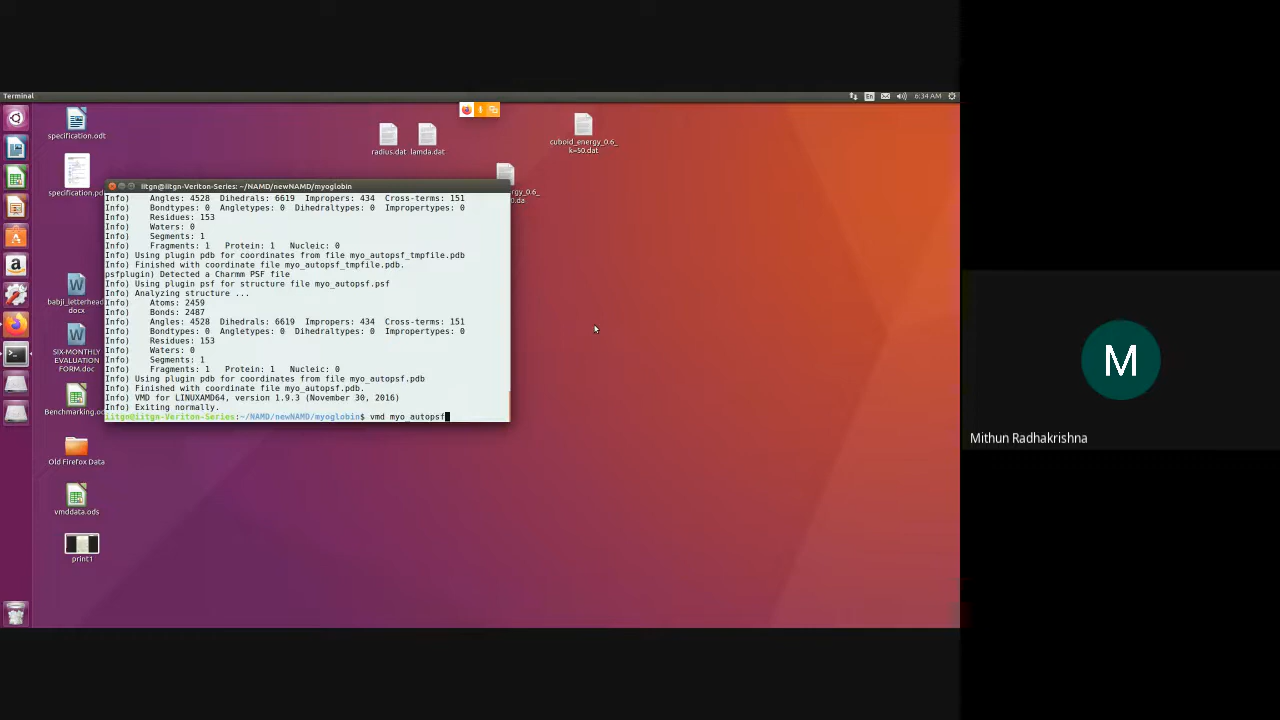 Terminal
En
6:34 AM
specification.odt
specification.pd
babji_letterhead
docx
SIX-MONTHLY
EVALUATION
FORM.doc
Benchmarking.o
Old Firefox Data
vmddata.ods
print1
radius.dat
lamda.dat
cuboid_energy_0.6_
k=50.dat
rgy_0.6_
0.da
iitgn@iitgn-Veriton-Series: ~/NAMD/newNAMD/myoglobin
Info) Angles: 4528 Dihedrals: 6619 Impropers: 434 Cross-terms: 151
Info) Bondtypes: 0 Angletypes: 0 Dihedraltypes: 0 Impropertypes: 0
Info) Residues: 153
Info) Waters: 0
Info) Segments: 1
Info) Fragments: 1 Protein: 1 Nucleic: 0
Info) Using plugin pdb for coordinates from file myo_autopsf_tmpfile.pdb
Info) Finished with coordinate file myo_autopsf_tmpfile.pdb.
psfplugin) Detected a Charmm PSF file
Info) Using plugin psf for structure file myo_autopsf.psf
Info) Analyzing structure ...
Info) Atoms: 2459
Info) Bonds: 2487
Info) Angles: 4528 Dihedrals: 6619 Impropers: 434 Cross-terms: 151
Info) Bondtypes: 0 Angletypes: 0 Dihedraltypes: 0 Impropertypes: 0
Info) Residues: 153
Info) Waters: 0
Info) Segments: 1
Info) Fragments: 1 Protein: 1 Nucleic: 0
Info) Using plugin pdb for coordinates from file myo_autopsf.pdb
Info) Finished with coordinate file myo_autopsf.pdb.
Info) VMD for LINUXAMD64, version 1.9.3 (November 30, 2016)
Info) Exiting normally.
iitgn@iitgn-Veriton-Series:~/NAMD/newNAMD/myoglobin$ vmd myo_autopsf
M
Mithun Radhakrishna